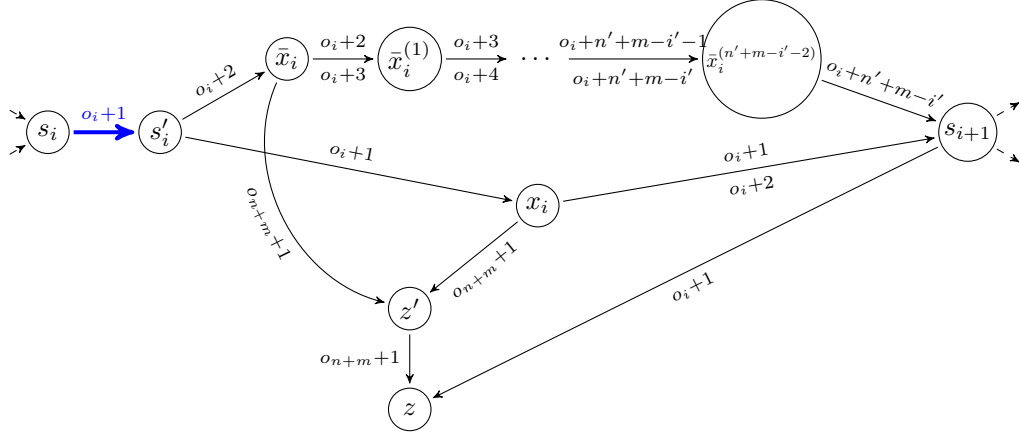 o_i+2
o_i+3
o_i+n′+m−i′−1
x̄_i
x̄_i^(1)
⋯
x̄_i^(n′+m−i′−2)
o_i+3
o_i+4
o_i+n′+m−i′
o_i+n′+m−i′
o_i+2
o_i+1
s_i
s′_i
s_{i+1}
o_i+1
o_i+1
o_i+2
x_i
o_{n+m}+1
o_{n+m}+1
o_i+1
z′
o_{n+m}+1
z